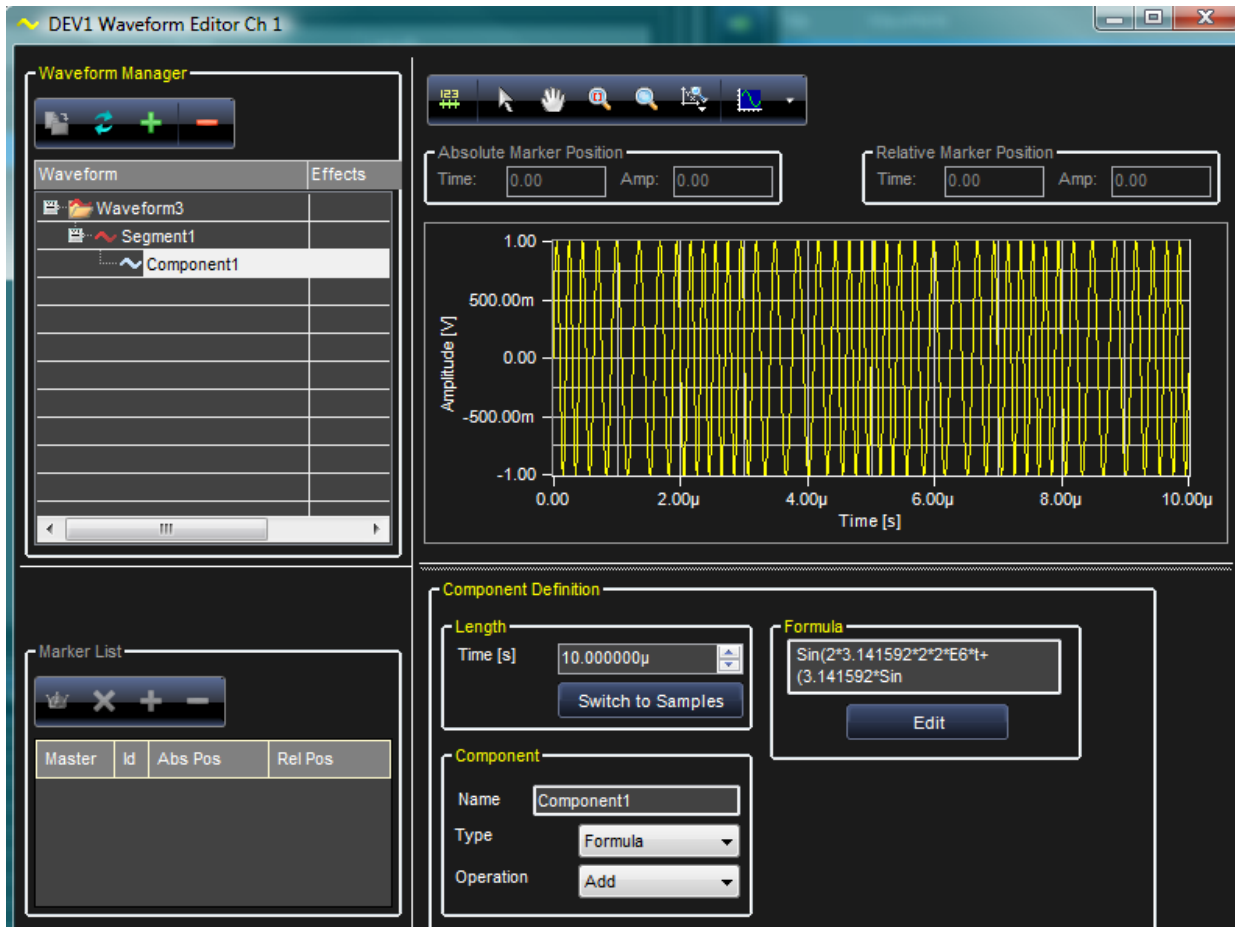 DEV1 Waveform Editor Ch 1
Waveform Manager
Waveform Effects
Waveform3
Segment1
Component1
Marker List
Master Id Abs Pos Rel Pos
123
Absolute Marker Position
Time: 0.00 Amp: 0.00
Relative Marker Position
Time: 0.00 Amp: 0.00
1.00
500.00m
0.00
-500.00m
-1.00
Amplitude [V]
0.00 2.00µ 4.00µ 6.00µ 8.00µ 10.00µ
Time [s]
Component Definition
Length
Time [s] 10.000000µ
Switch to Samples
Formula
Sin(2*3.141592*2*2*E6*t+
(3.141592*Sin
Edit
Component
Name Component1
Type Formula
Operation Add